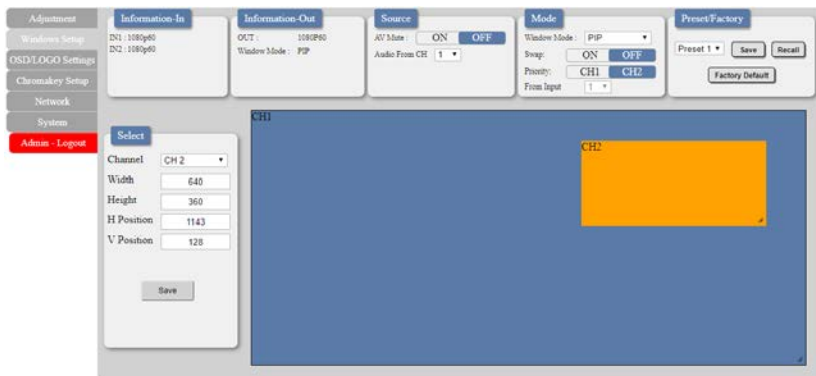 Adjustment
Windows Setup
OSD/LOGO Settings
Chromakey Setup
Network
System
Admin - Logout
Information-In
IN1 : 1080p60
IN2 : 1080p60
Information-Out
OUT : 1080P60
Window Mode : PIP
Source
AV Mute : ON OFF
Audio From CH 1
Mode
Window Mode : PIP
Swap: ON OFF
Priority: CH1 CH2
From Input 1
Preset/Factory
Preset 1 Save Recall
Factory Default
Select
Channel CH 2
Width 640
Height 360
H Position 1143
V Position 128
Save
CH1
CH2